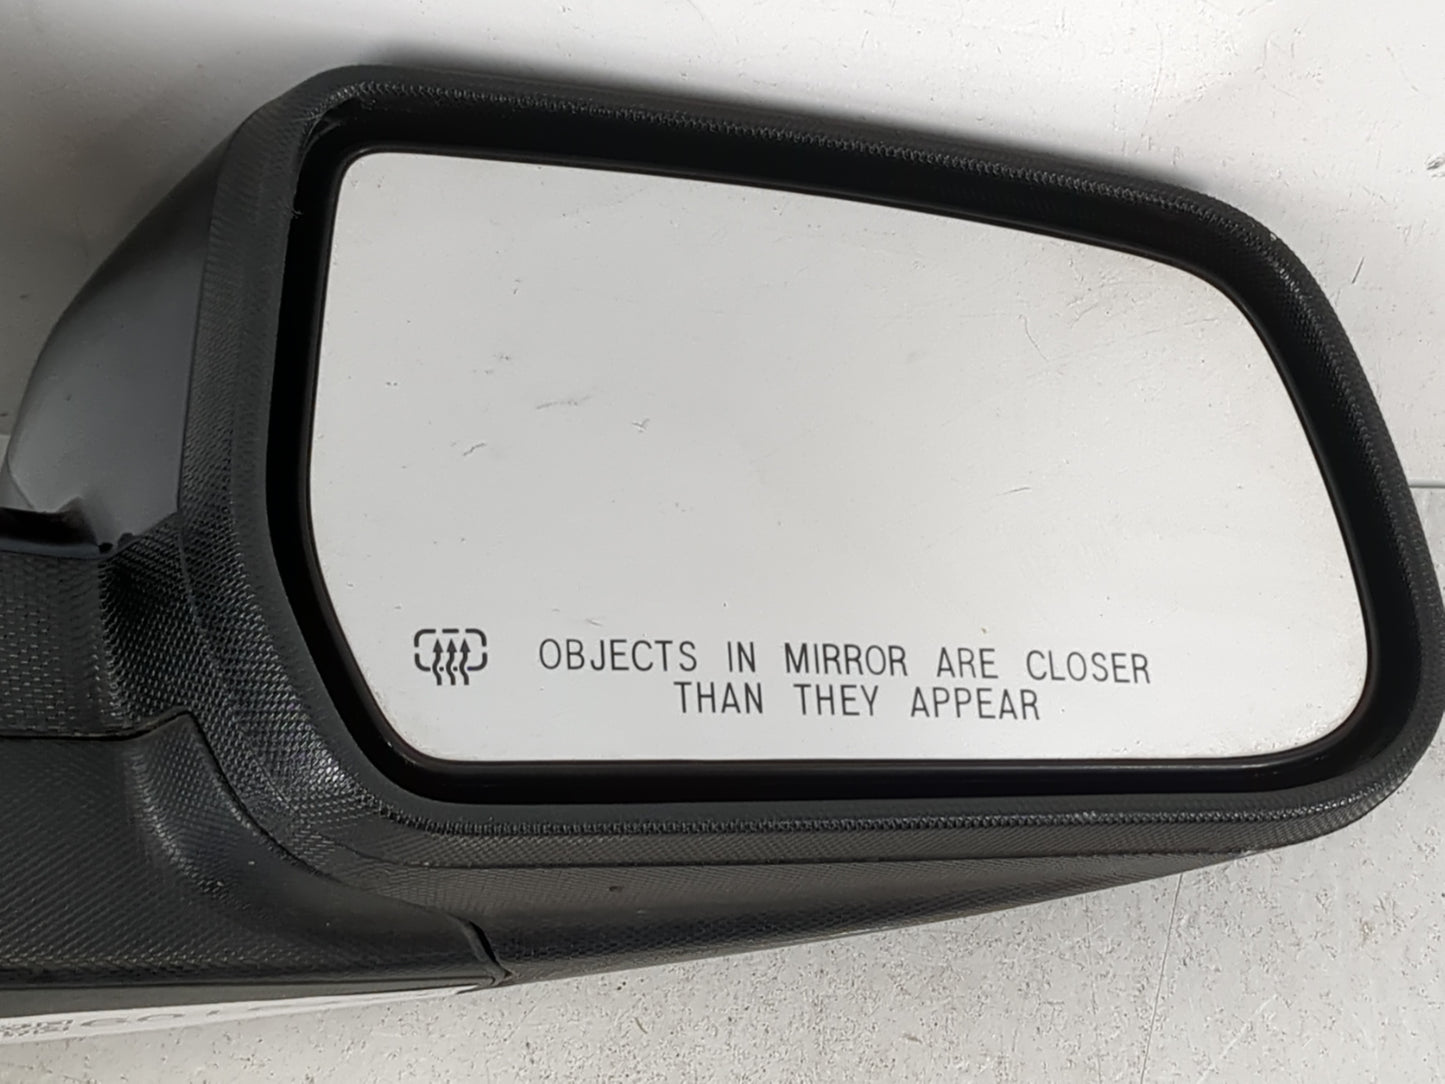 OBJECTS IN MIRROR ARE CLOSER
THAN THEY APPEAR